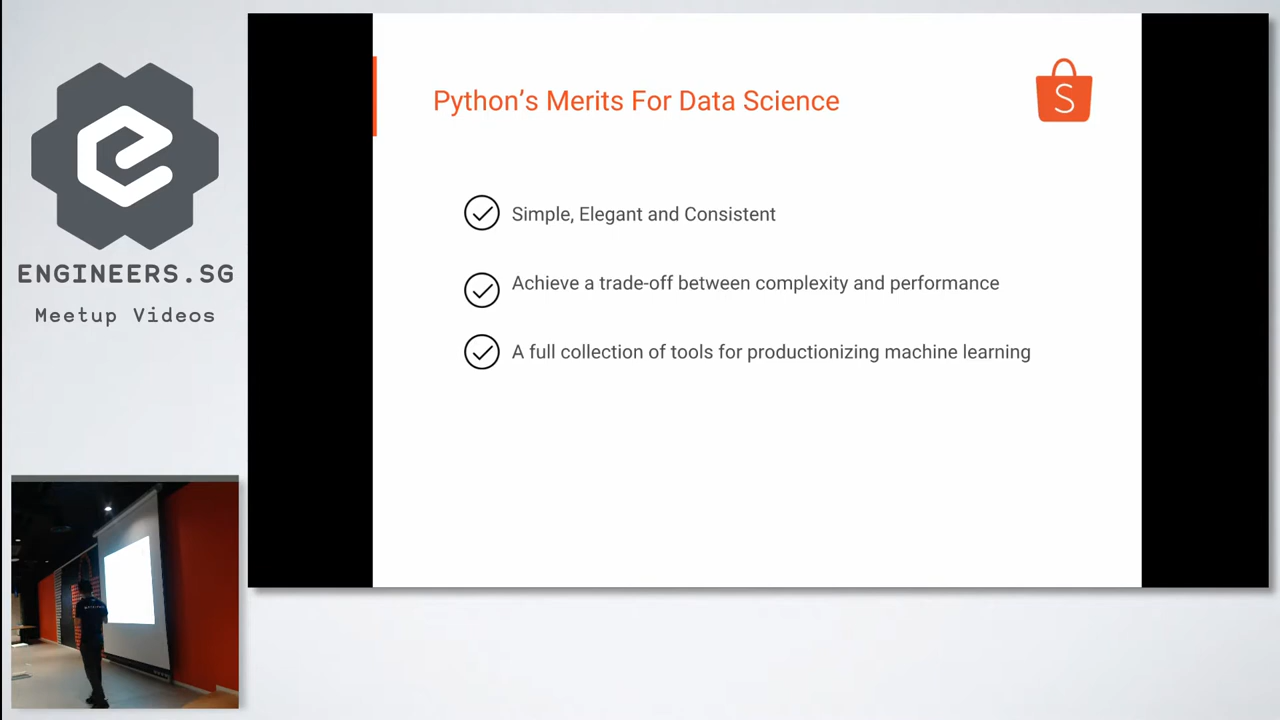 ENGINEERS.SG
Meetup Videos
Python's Merits For Data Science
S
Simple, Elegant and Consistent
Achieve a trade-off between complexity and performance
A full collection of tools for productionizing machine learning